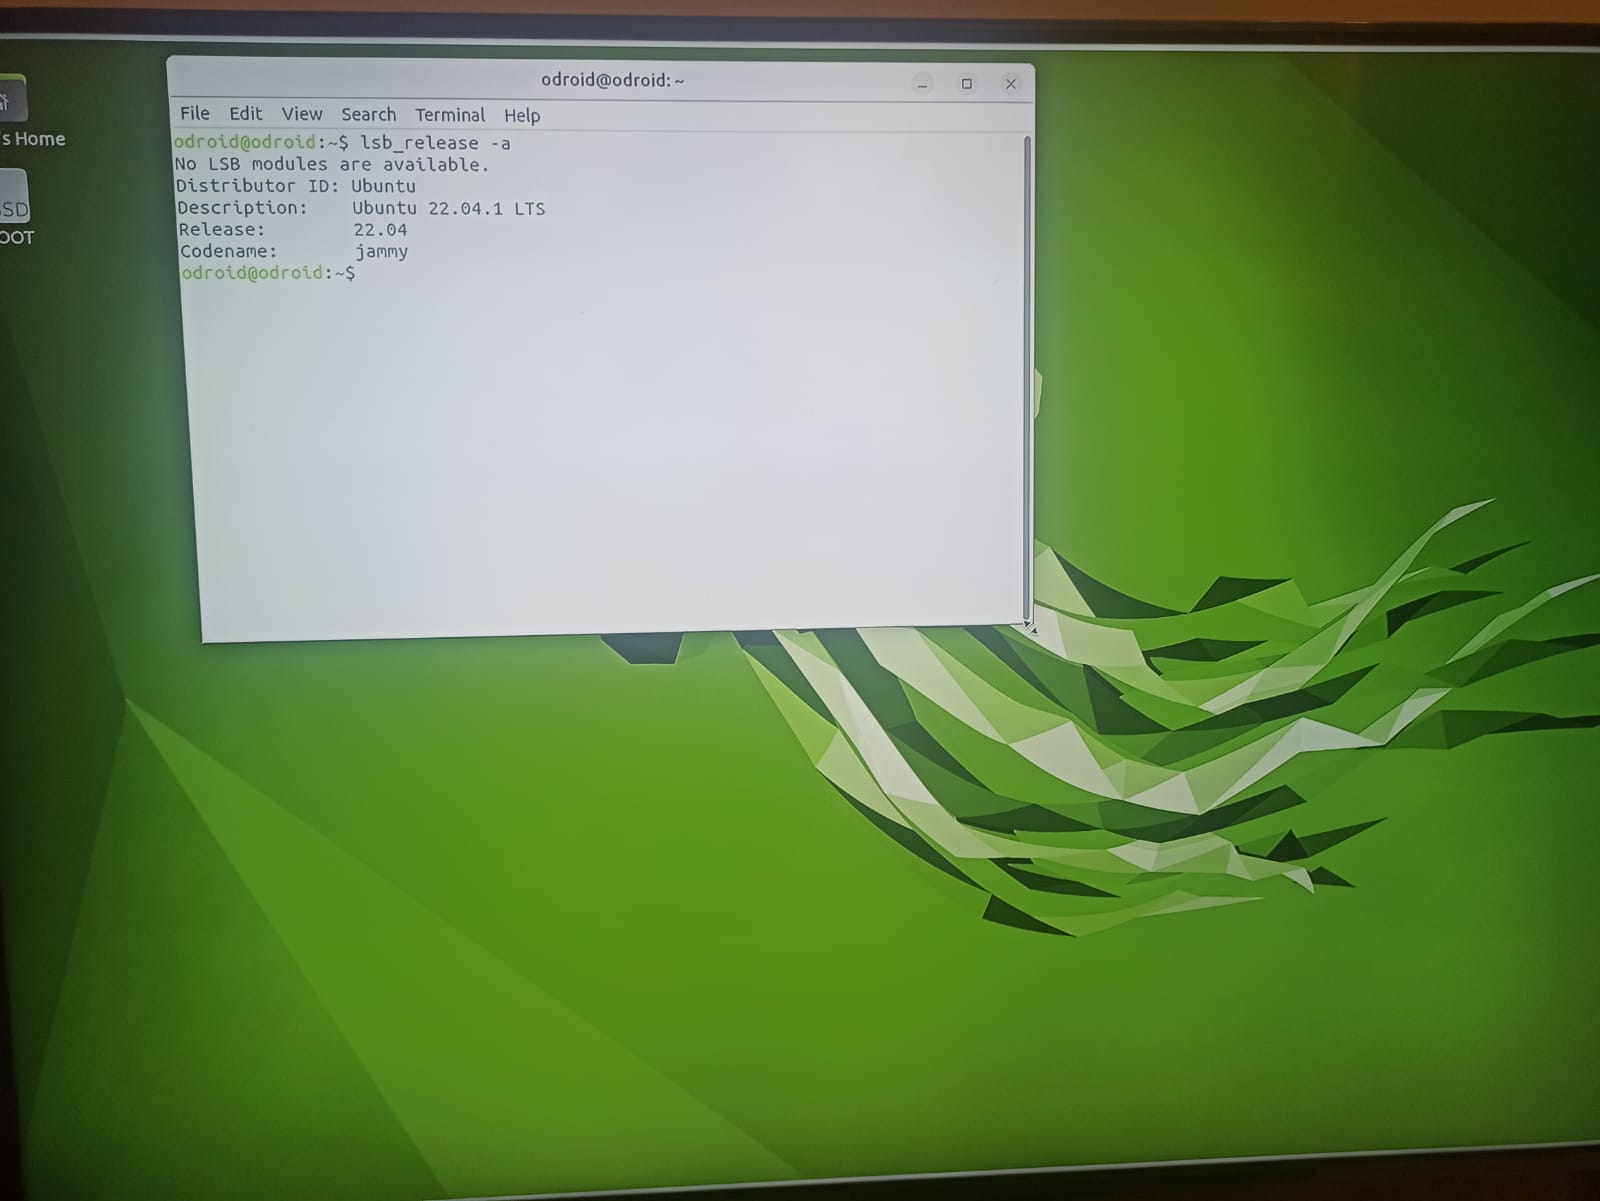 odroid@odroid: ~
File Edit View Search Terminal Help
odroid@odroid:~$ lsb_release -a
No LSB modules are available.
Distributor ID: Ubuntu
Description: Ubuntu 22.04.1 LTS
Release: 22.04
Codename: jammy
odroid@odroid:~$
's Home
SD
OOT